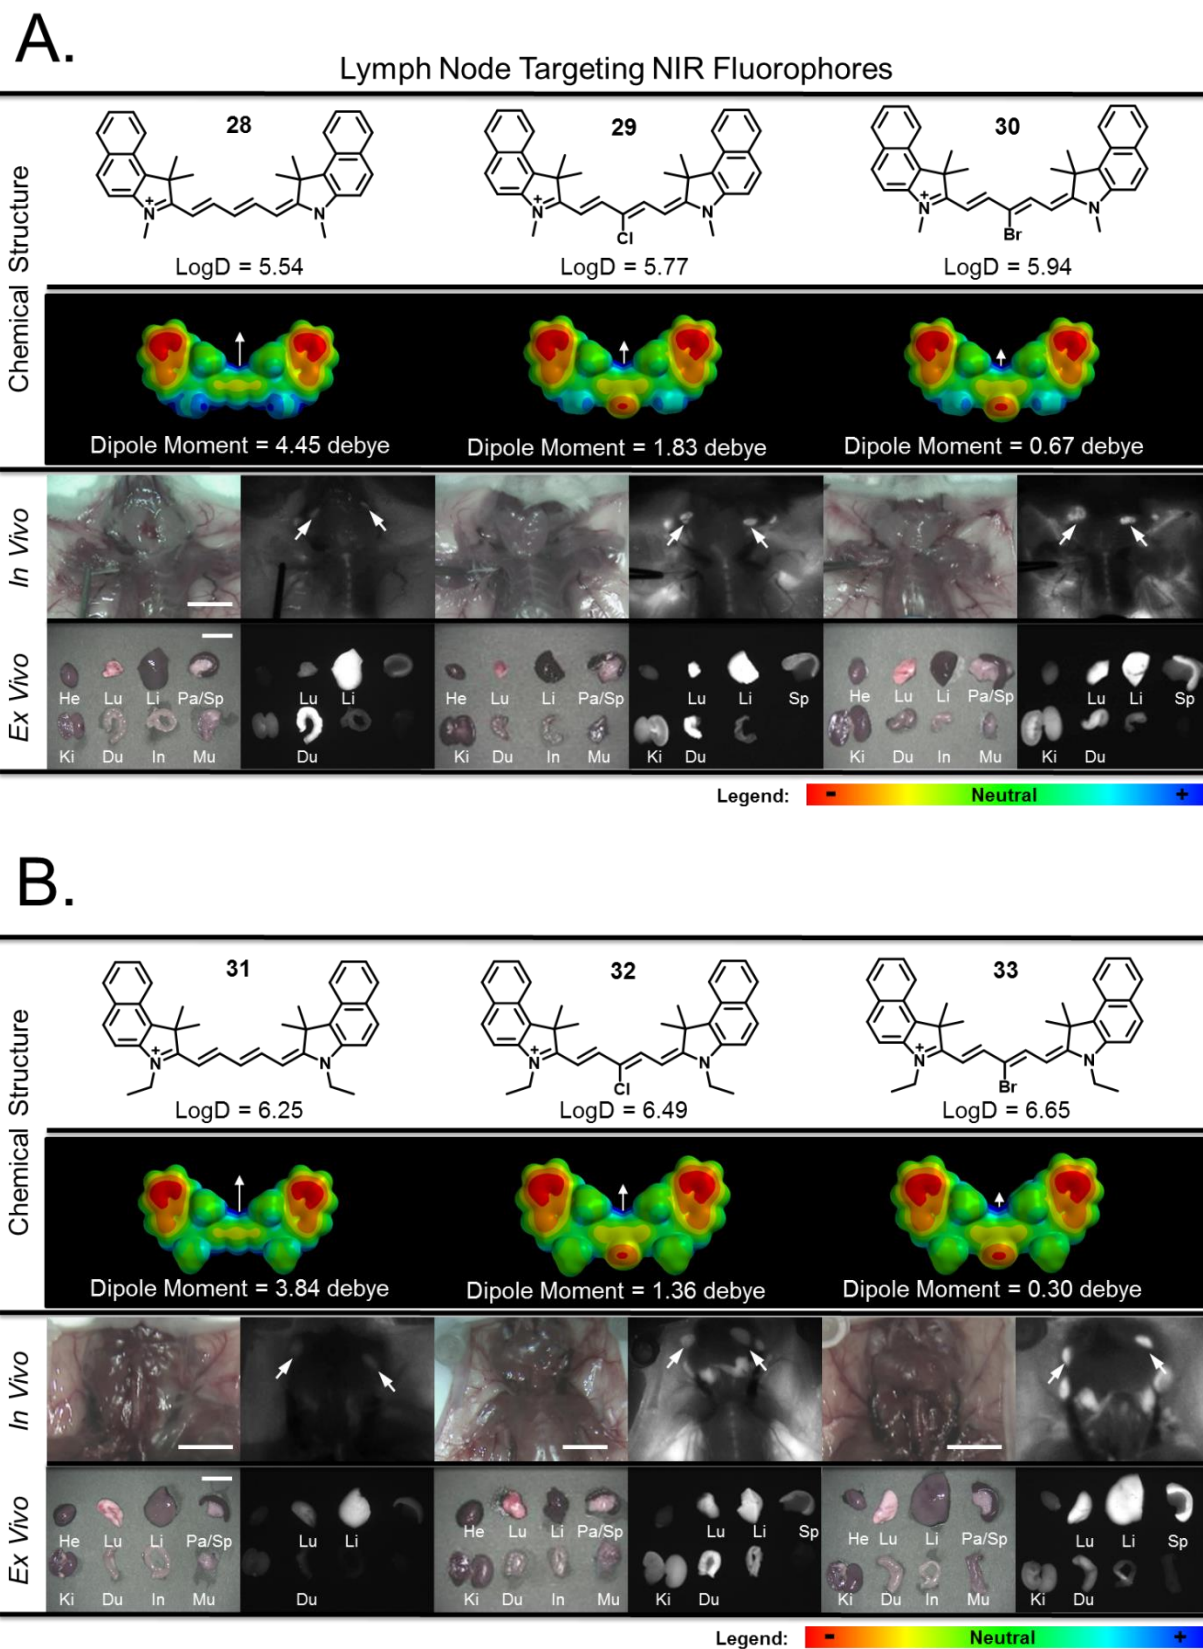 A.
Lymph Node Targeting NIR Fluorophores
Chemical Structure
28
29
30
N+
N
N+
N
Cl
N+
N
Br
LogD = 5.54
LogD = 5.77
LogD = 5.94
Dipole Moment = 4.45 debye
Dipole Moment = 1.83 debye
Dipole Moment = 0.67 debye
In Vivo
Ex Vivo
He Lu Li Pa/Sp
Lu Li
He Lu Li Pa/Sp
Lu Li Sp
He Lu Li Pa/Sp
Lu Li Sp
Ki Du In Mu
Du
Ki Du In Mu
Ki Du
Ki Du In Mu
Ki Du
Legend: - Neutral +
B.
Chemical Structure
31
32
33
N+
N
N+
N
Cl
N+
N
Br
LogD = 6.25
LogD = 6.49
LogD = 6.65
Dipole Moment = 3.84 debye
Dipole Moment = 1.36 debye
Dipole Moment = 0.30 debye
In Vivo
Ex Vivo
He Lu Li Pa/Sp
Lu Li
He Lu Li Pa/Sp
Lu Li Sp
He Lu Li Pa/Sp
Lu Li Sp
Ki Du In Mu
Du
Ki Du In Mu
Ki Du
Ki Du In Mu
Ki Du
Legend: - Neutral +